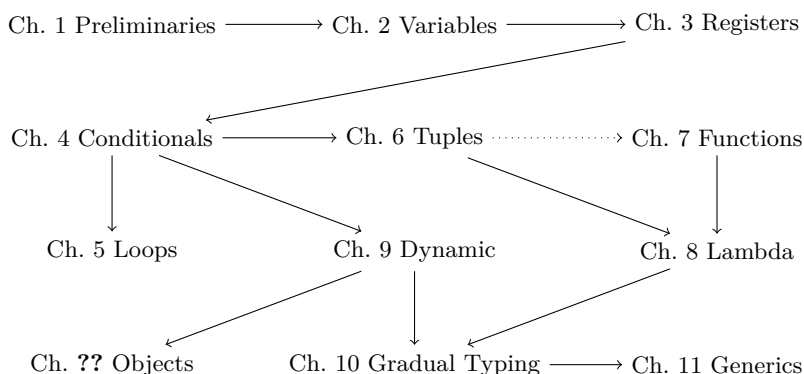 Ch. 1 Preliminaries
Ch. 2 Variables
Ch. 3 Registers
Ch. 4 Conditionals
Ch. 6 Tuples
Ch. 7 Functions
Ch. 5 Loops
Ch. 9 Dynamic
Ch. 8 Lambda
Ch. ?? Objects
Ch. 10 Gradual Typing
Ch. 11 Generics